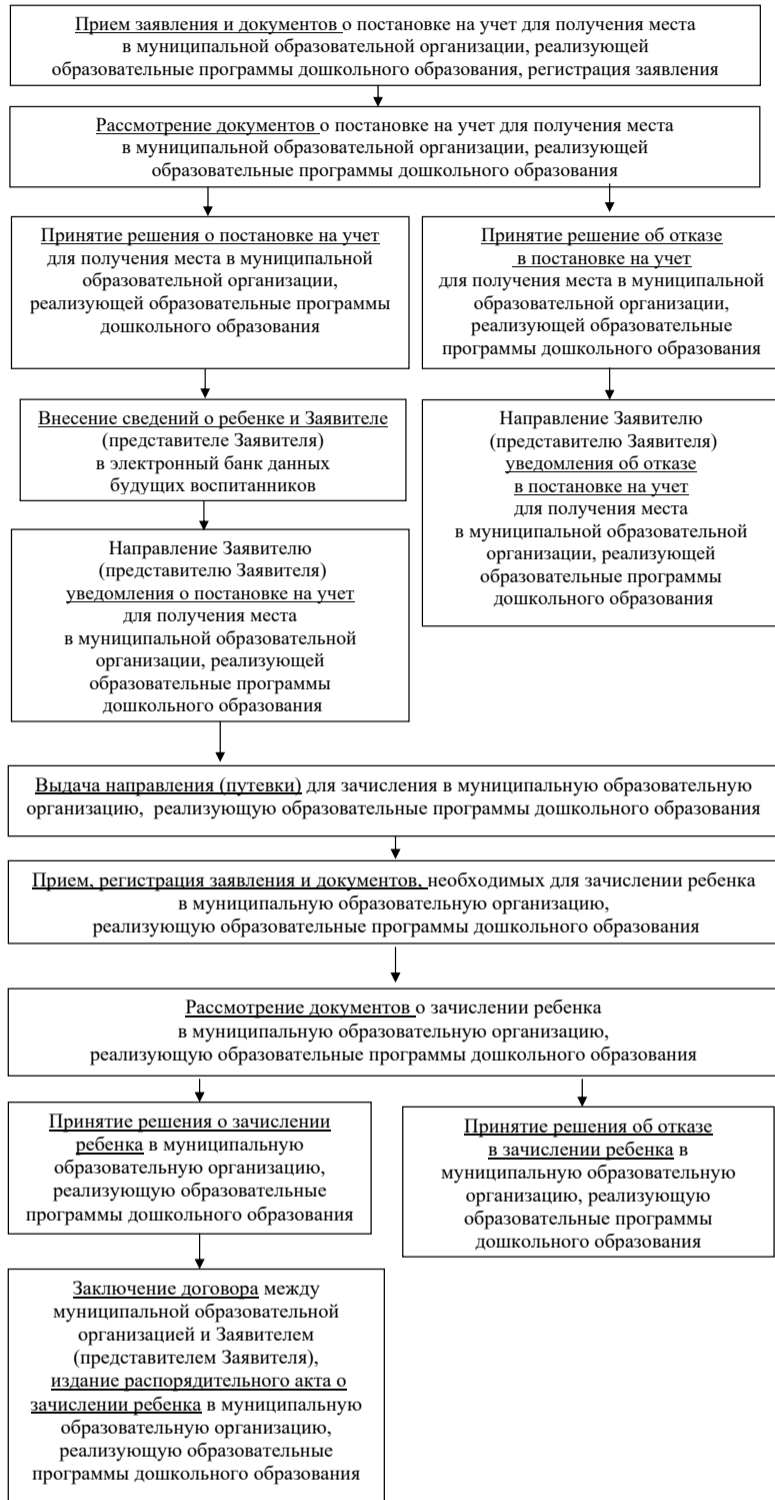 Прием заявления и документов о постановке на учет для получения места
в муниципальной образовательной организации, реализующей
образовательные программы дошкольного образования, регистрация заявления
Рассмотрение документов о постановке на учет для получения места
в муниципальной образовательной организации, реализующей
образовательные программы дошкольного образования
Принятие решения о постановке на учет
для получения места в муниципальной
образовательной организации,
реализующей образовательные программы
дошкольного образования
Принятие решение об отказе
в постановке на учет
для получения места в муниципальной
образовательной организации,
реализующей образовательные
программы дошкольного образования
Внесение сведений о ребенке и Заявителе
(представителе Заявителя)
в электронный банк данных
будущих воспитанников
Направление Заявителю
(представителю Заявителя)
уведомления об отказе
в постановке на учет
для получения места
в муниципальной образовательной
организации, реализующей
образовательные программы
дошкольного образования
Направление Заявителю
(представителю Заявителя)
уведомления о постановке на учет
для получения места
в муниципальной образовательной
организации, реализующей
образовательные программы
дошкольного образования
Выдача направления (путевки) для зачисления в муниципальную образовательную
организацию, реализующую образовательные программы дошкольного образования
Прием, регистрация заявления и документов, необходимых для зачислении ребенка
в муниципальную образовательную организацию,
реализующую образовательные программы дошкольного образования
Рассмотрение документов о зачислении ребенка
в муниципальную образовательную организацию,
реализующую образовательные программы дошкольного образования
Принятие решения о зачислении
ребенка в муниципальную
образовательную организацию,
реализующую образовательные
программы дошкольного образования
Принятие решения об отказе
в зачислении ребенка в
муниципальную образовательную
организацию, реализующую
образовательные программы
дошкольного образования
Заключение договора между
муниципальной образовательной
организацией и Заявителем
(представителем Заявителя),
издание распорядительного акта о
зачислении ребенка в муниципальную
образовательную организацию,
реализующую образовательные
программы дошкольного образования